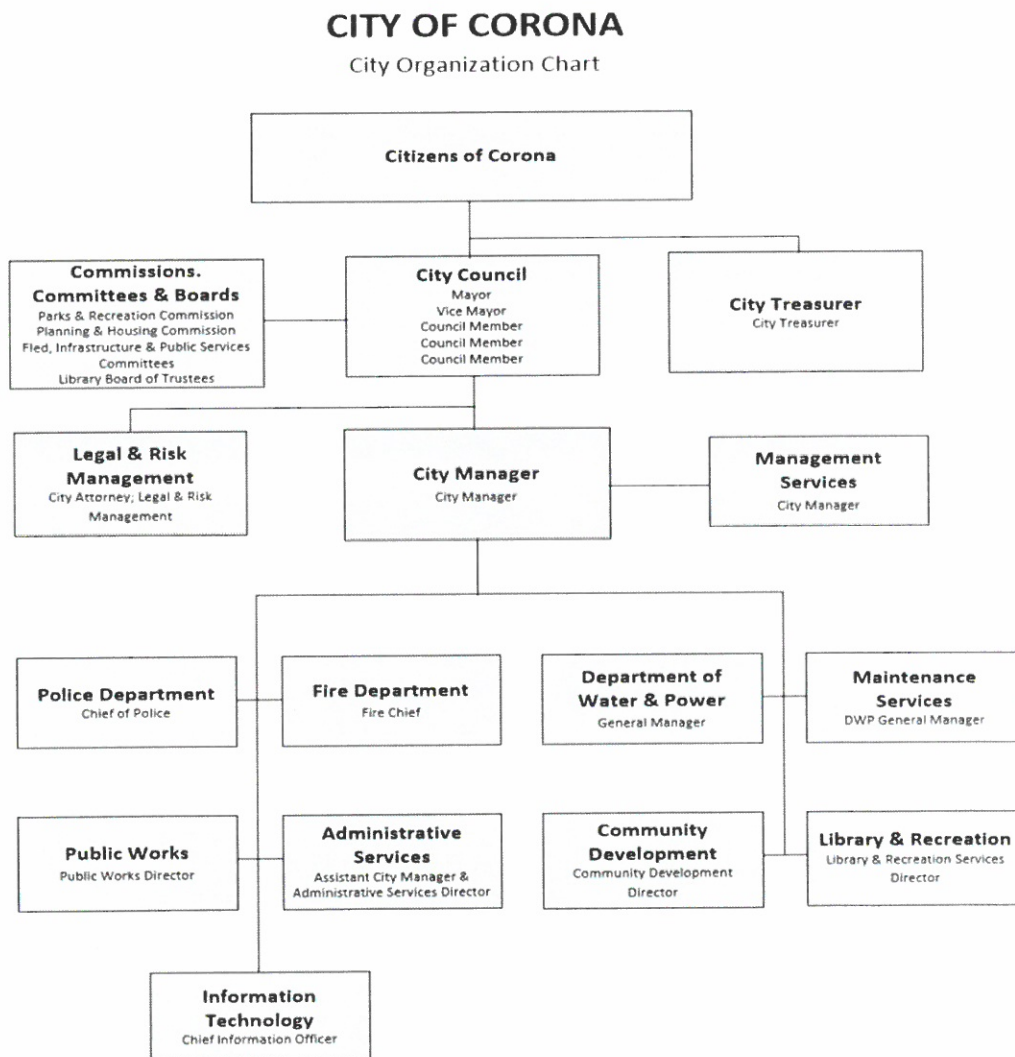 CITY OF CORONA
City Organization Chart
Citizens of Corona
Commissions.
Committees & Boards
Parks & Recreation Commission
Planning & Housing Commission
Fled, Infrastructure & Public Services
Committees
Library Board of Trustees
City Council
Mayor
Vice Mayor
Council Member
Council Member
Council Member
City Treasurer
City Treasurer
Legal & Risk
Management
City Attorney; Legal & Risk
Management
City Manager
City Manager
Management
Services
City Manager
Police Department
Chief of Police
Fire Department
Fire Chief
Department of
Water & Power
General Manager
Maintenance
Services
DWP General Manager
Public Works
Public Works Director
Administrative
Services
Assistant City Manager &
Administrative Services Director
Community
Development
Community Development
Director
Library & Recreation
Library & Recreation Services
Director
Information
Technology
Chief Information Officer